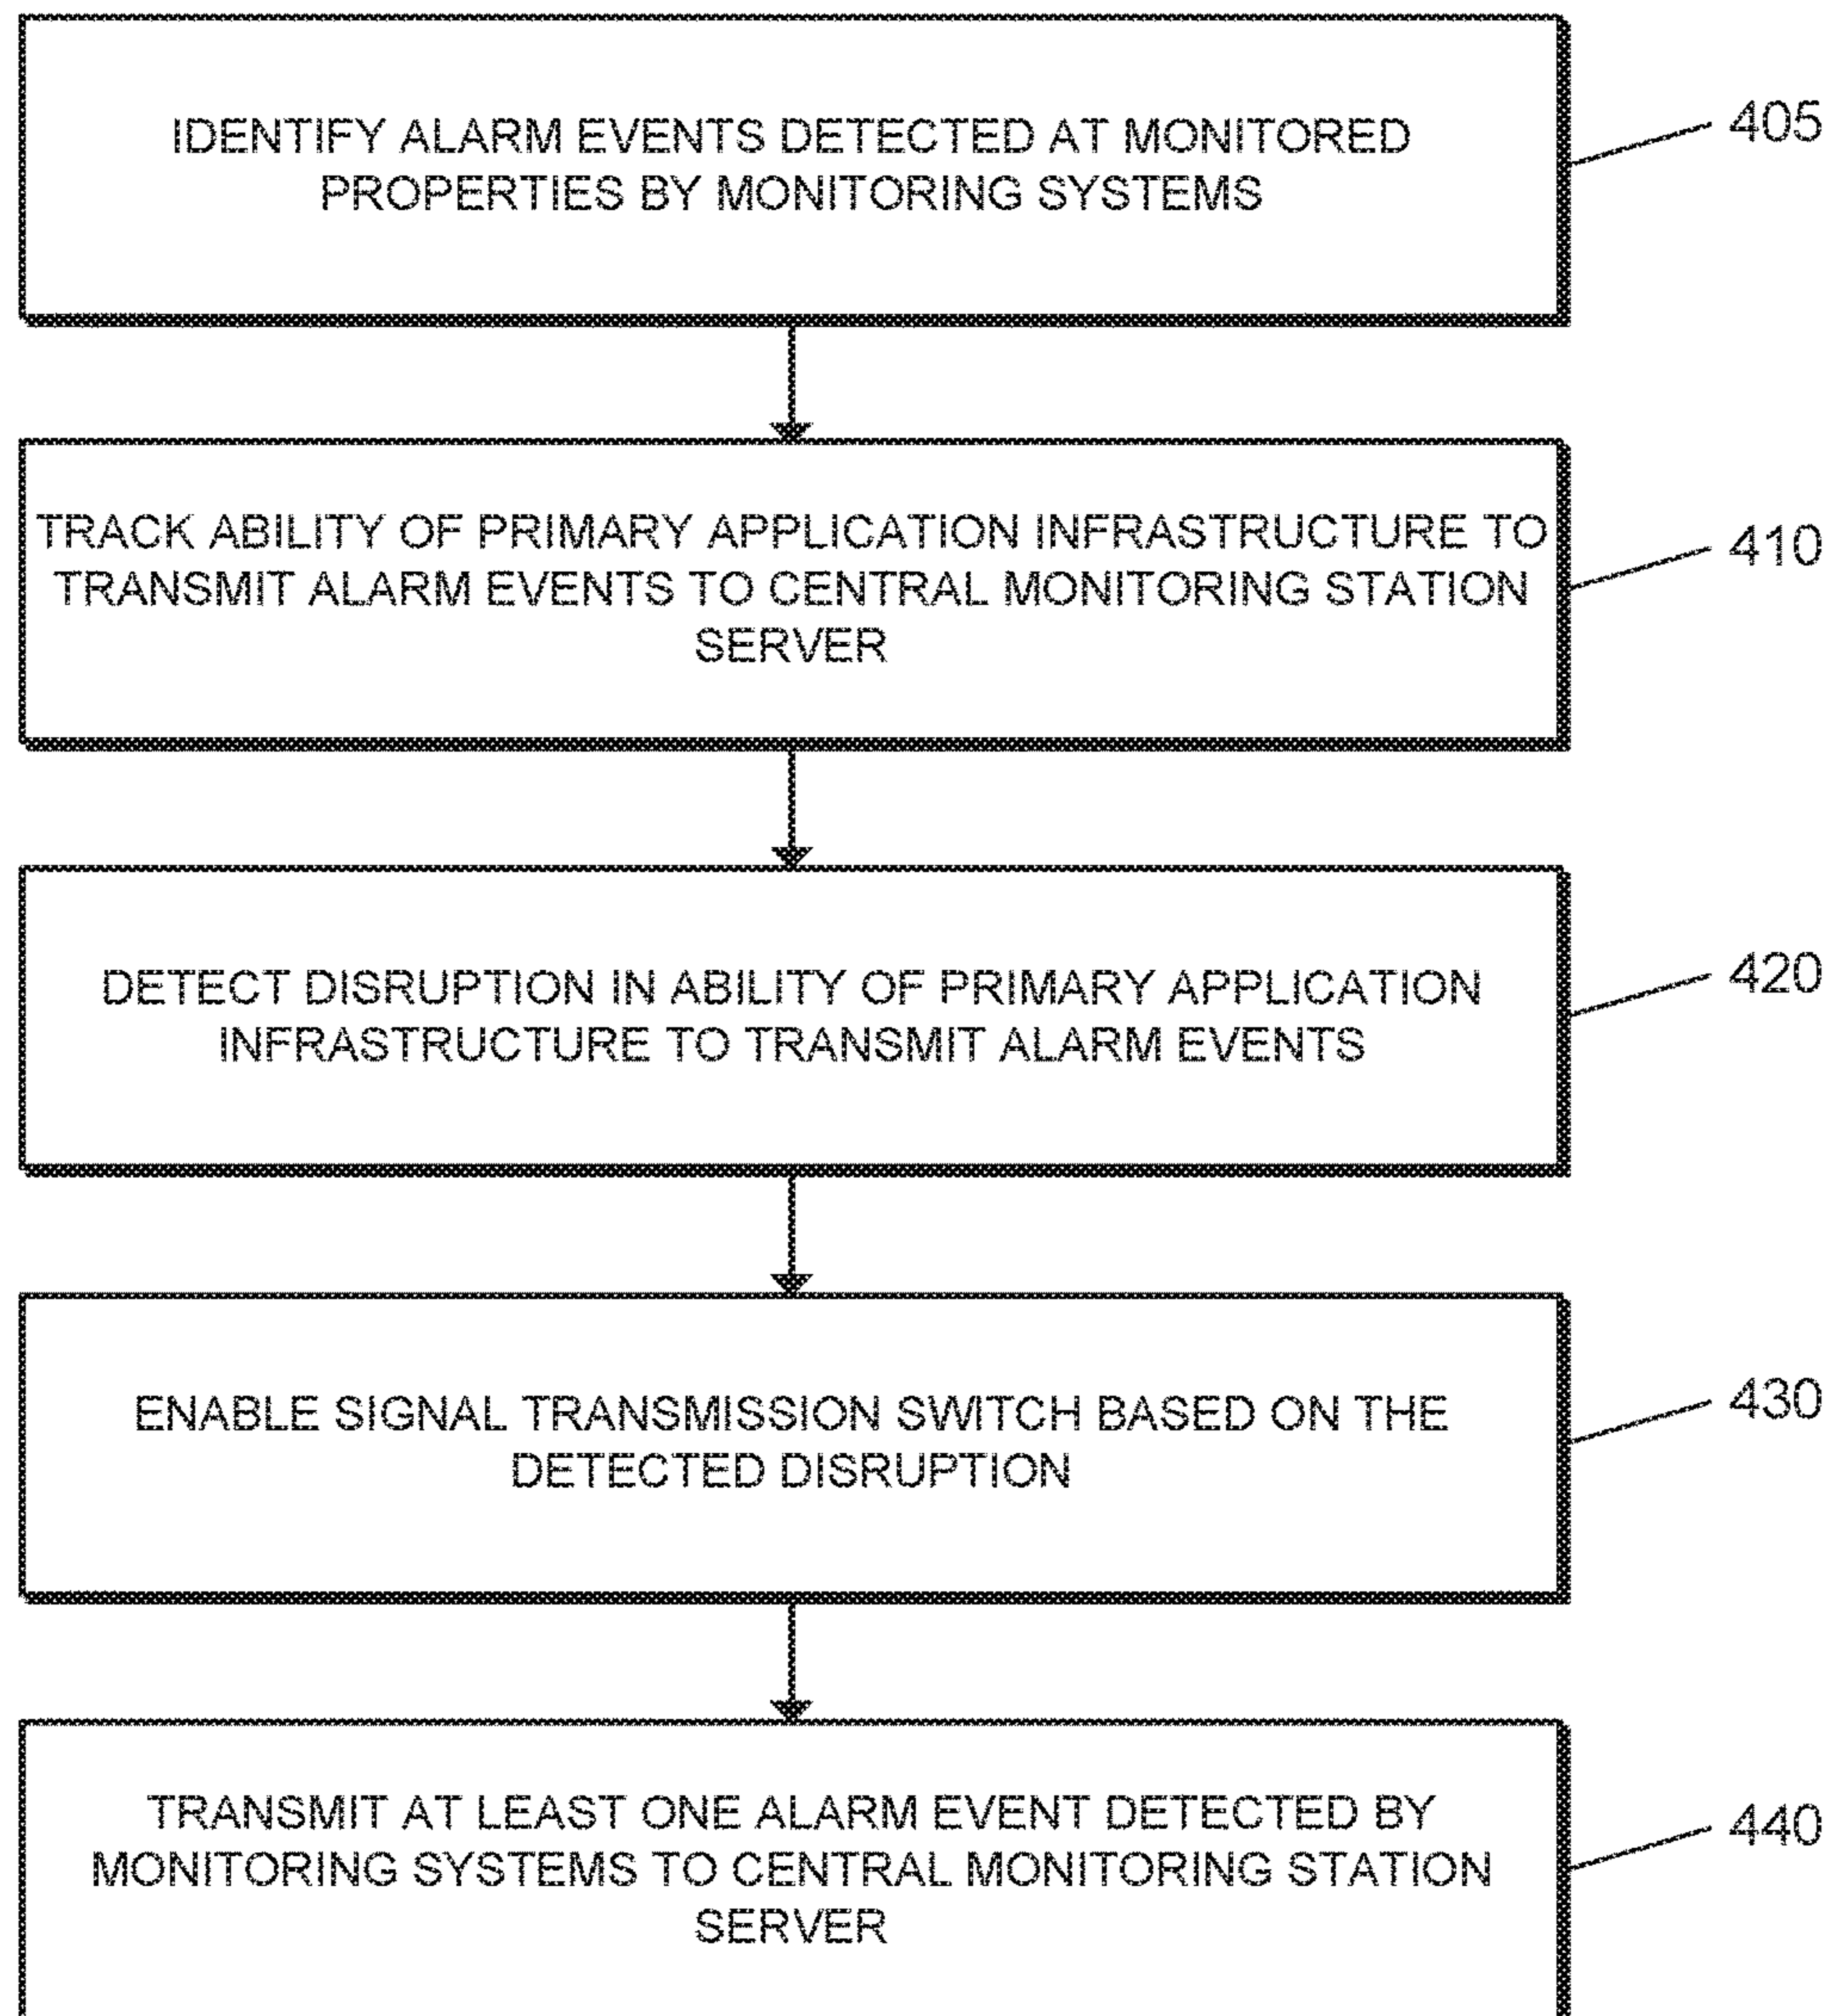 IDENTIFY ALARM EVENTS DETECTED AT MONITORED
PROPERTIES BY MONITORING SYSTEMS
405
TRACK ABILITY OF PRIMARY APPLICATION INFRASTRUCTURE TO
TRANSMIT ALARM EVENTS TO CENTRAL MONITORING STATION
SERVER
410
DETECT DISRUPTION IN ABILITY OF PRIMARY APPLICATION
INFRASTRUCTURE TO TRANSMIT ALARM EVENTS
420
ENABLE SIGNAL TRANSMISSION SWITCH BASED ON THE
DETECTED DISRUPTION
430
TRANSMIT AT LEAST ONE ALARM EVENT DETECTED BY
MONITORING SYSTEMS TO CENTRAL MONITORING STATION
SERVER
440